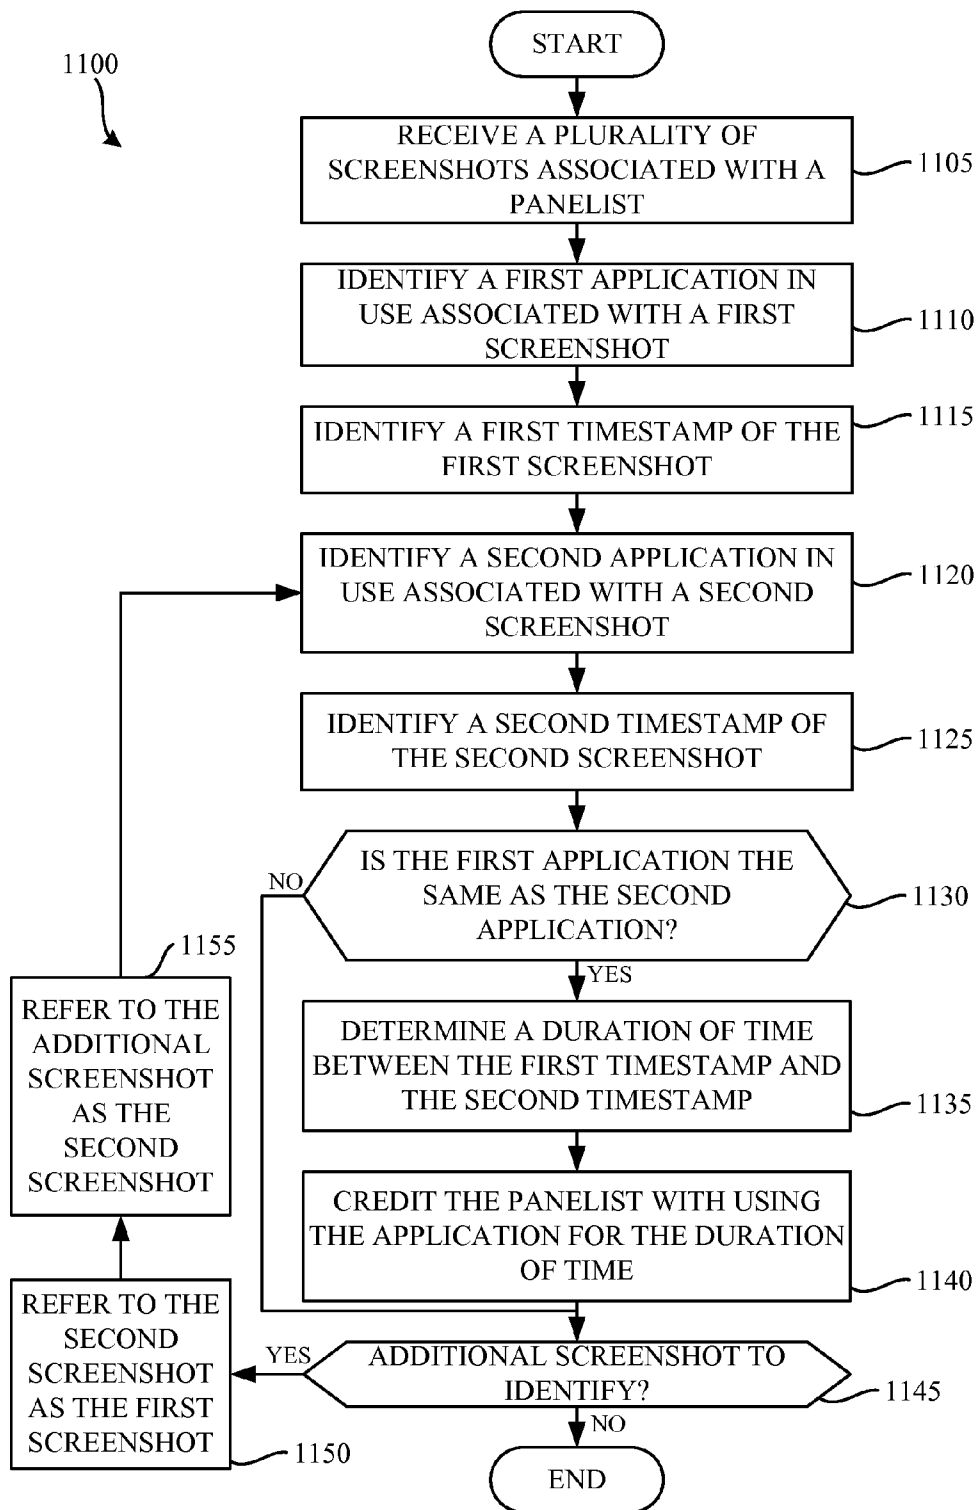 START
1100
RECEIVE A PLURALITY OF
SCREENSHOTS ASSOCIATED WITH A
PANELIST
1105
IDENTIFY A FIRST APPLICATION IN
USE ASSOCIATED WITH A FIRST
SCREENSHOT
1110
IDENTIFY A FIRST TIMESTAMP OF THE
FIRST SCREENSHOT
1115
IDENTIFY A SECOND APPLICATION IN
USE ASSOCIATED WITH A SECOND
SCREENSHOT
1120
IDENTIFY A SECOND TIMESTAMP OF
THE SECOND SCREENSHOT
1125
IS THE FIRST APPLICATION THE
SAME AS THE SECOND
APPLICATION?
NO
1130
YES
DETERMINE A DURATION OF TIME
BETWEEN THE FIRST TIMESTAMP AND
THE SECOND TIMESTAMP
1135
CREDIT THE PANELIST WITH USING
THE APPLICATION FOR THE DURATION
OF TIME
1140
ADDITIONAL SCREENSHOT TO
IDENTIFY?
1145
YES
NO
REFER TO THE
SECOND
SCREENSHOT
AS THE FIRST
SCREENSHOT
1150
1155
REFER TO THE
ADDITIONAL
SCREENSHOT
AS THE
SECOND
SCREENSHOT
END